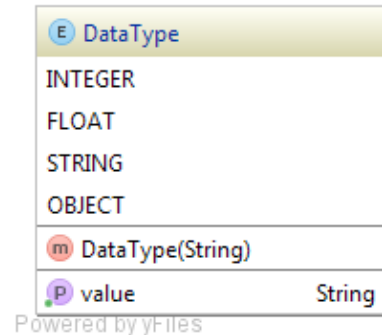 E DataType
INTEGER
FLOAT
STRING
OBJECT
m DataType(String)
P value String
Powered by yFiles